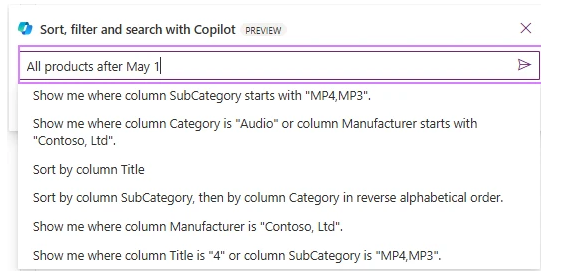 Sort, filter and search with Copilot PREVIEW
All products after May 1
Show me where column SubCategory starts with "MP4,MP3".
Show me where column Category is "Audio" or column Manufacturer starts with
"Contoso, Ltd".
Sort by column Title
Sort by column SubCategory, then by column Category in reverse alphabetical order.
Show me where column Manufacturer is "Contoso, Ltd".
Show me where column Title is "4" or column SubCategory is "MP4,MP3".